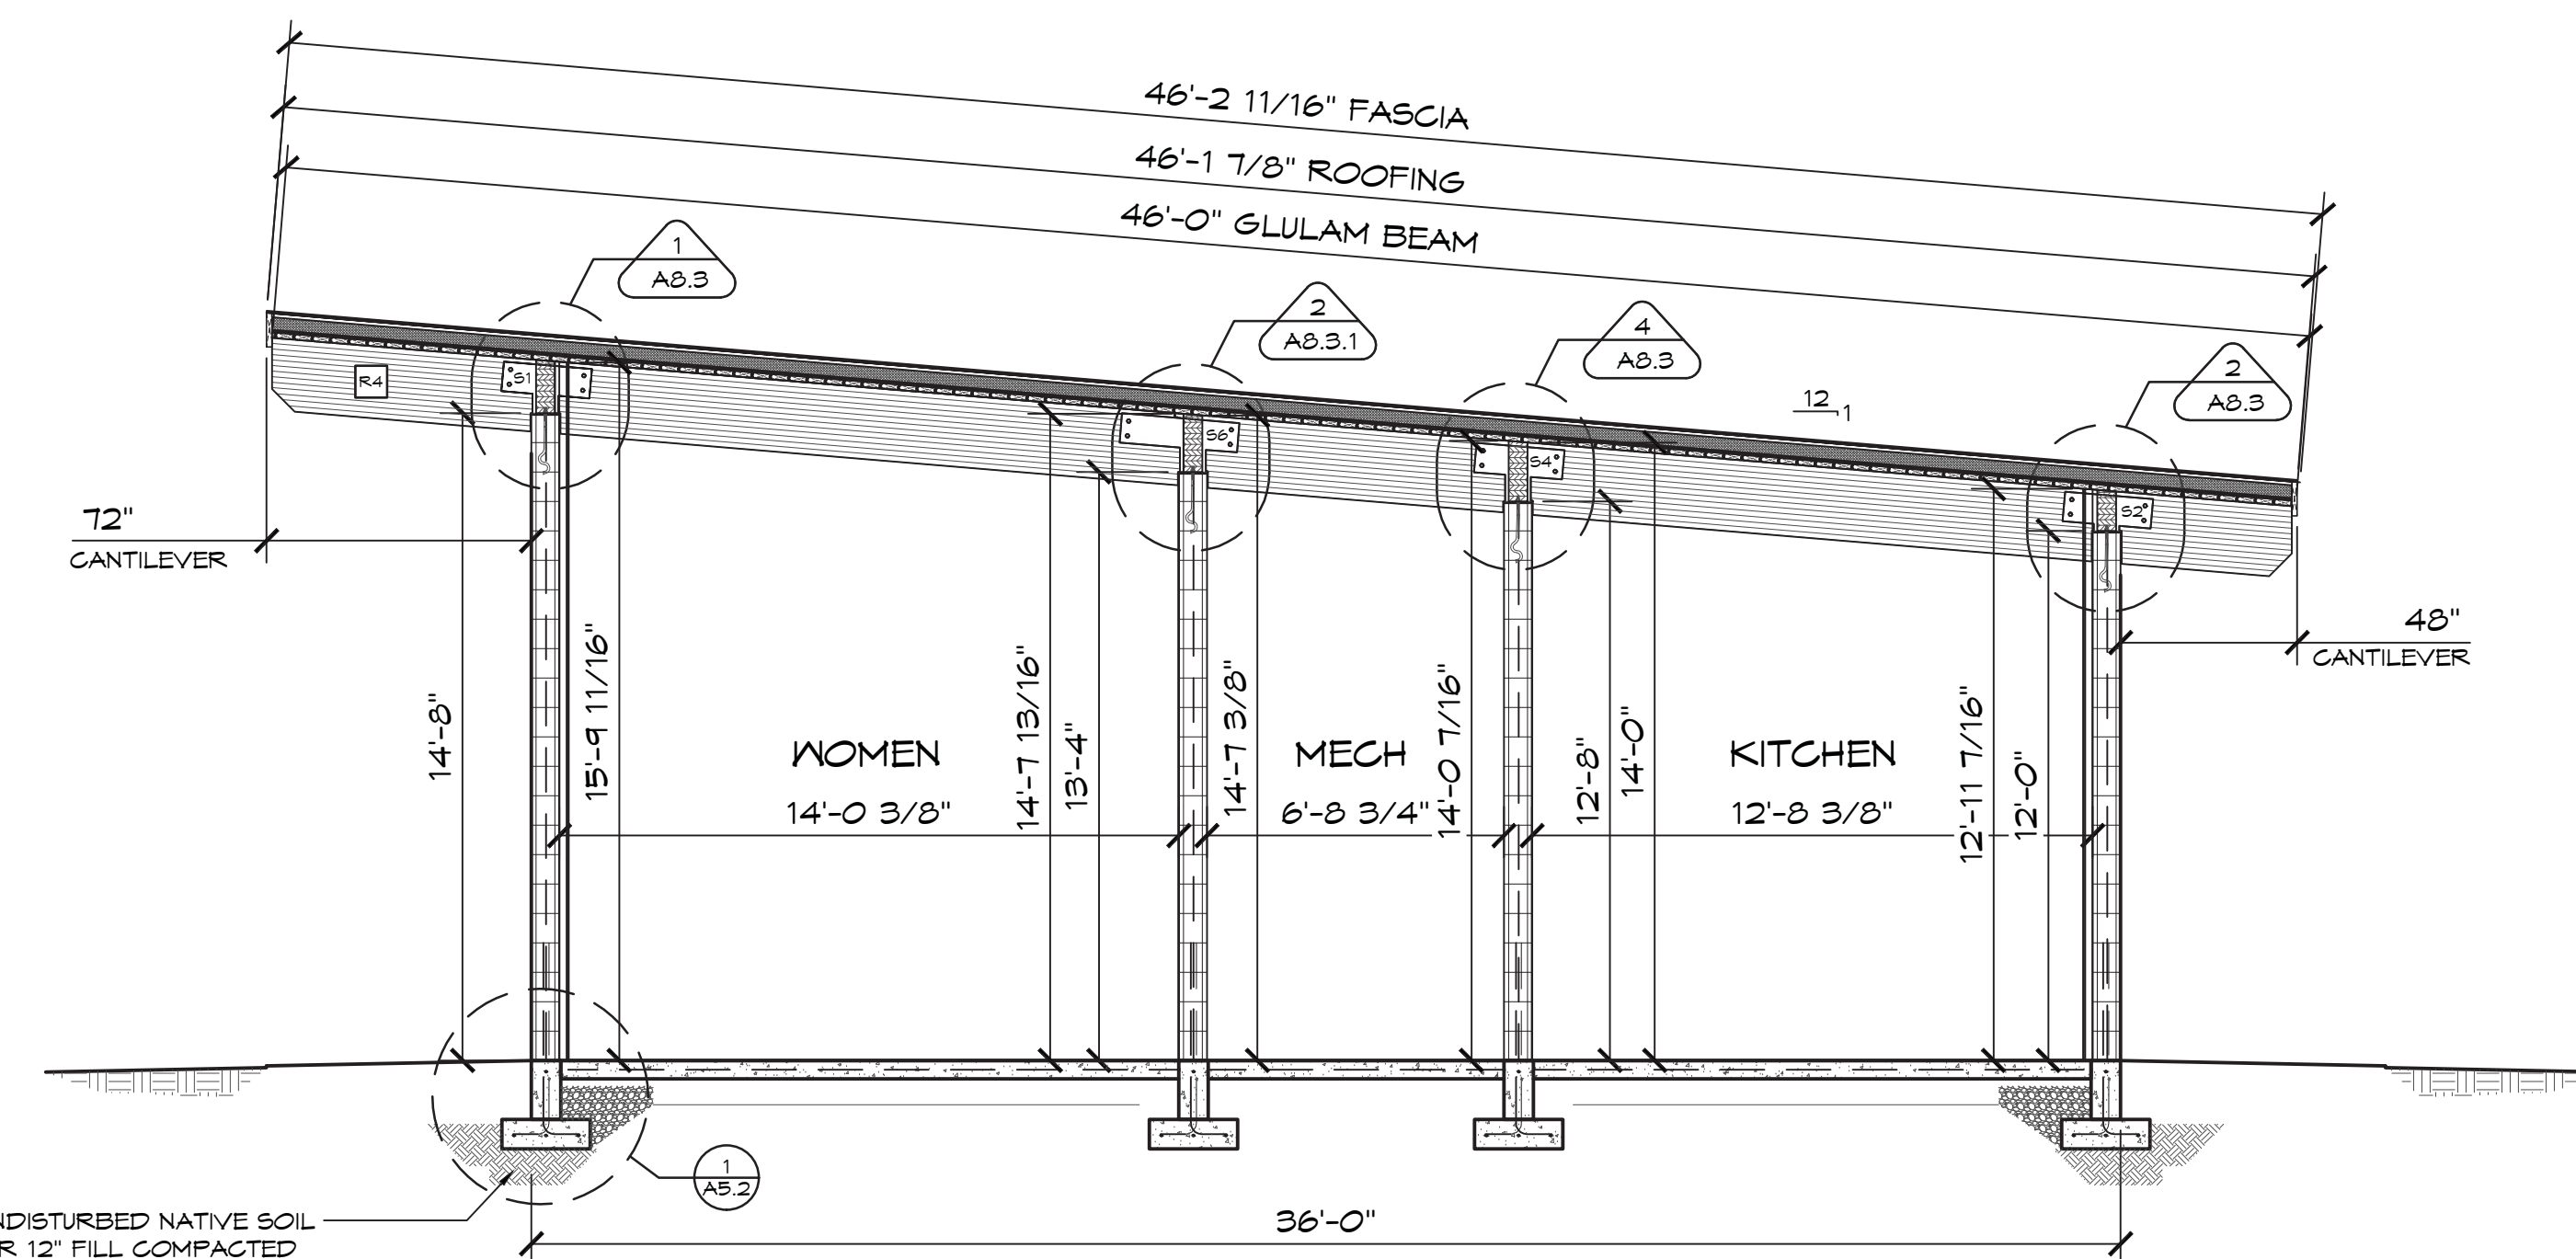 46'-2 11/16" FASCIA
46'-1 7/8" ROOFING
46'-0" GLULAM BEAM
1
A8.3
2
A8.3.1
4
A8.3
2
A8.3
12
1
R4
S1
S6
S4
S2
72"
CANTILEVER
48"
CANTILEVER
14'-8"
15'-9 11/16"
WOMEN
14'-0 3/8"
14'-7 13/16"
13'-4"
14'-7 3/8"
MECH
6'-8 3/4"
14'-0 7/16"
12'-8"
14'-0"
KITCHEN
12'-8 3/8"
12'-11 7/16"
12'-0"
1
A5.2
NDISTURBED NATIVE SOIL
R 12" FILL COMPACTED
36'-0"